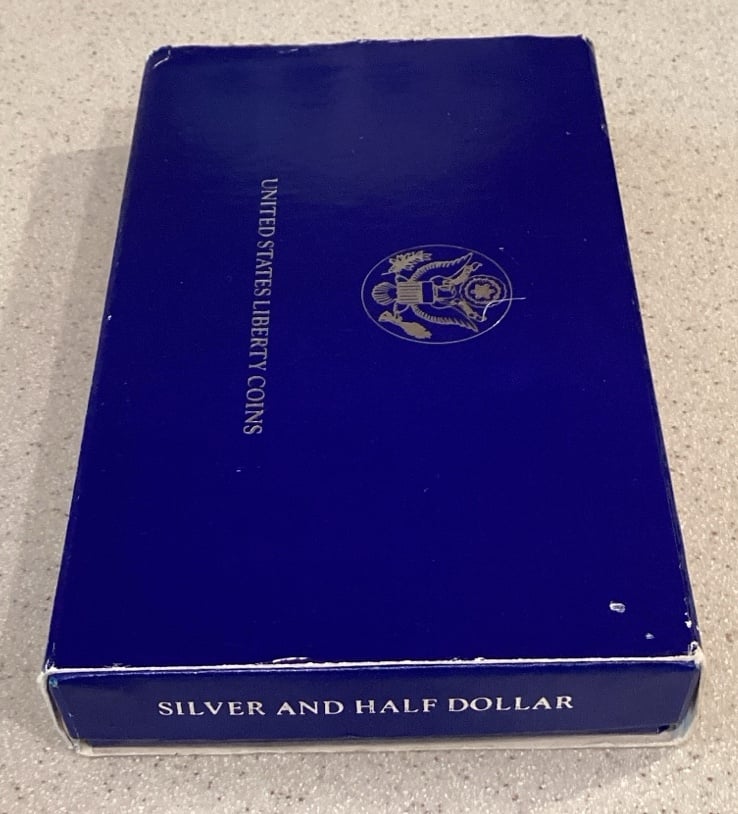 UNITED STATES LIBERTY COINS
SILVER AND HALF DOLLAR